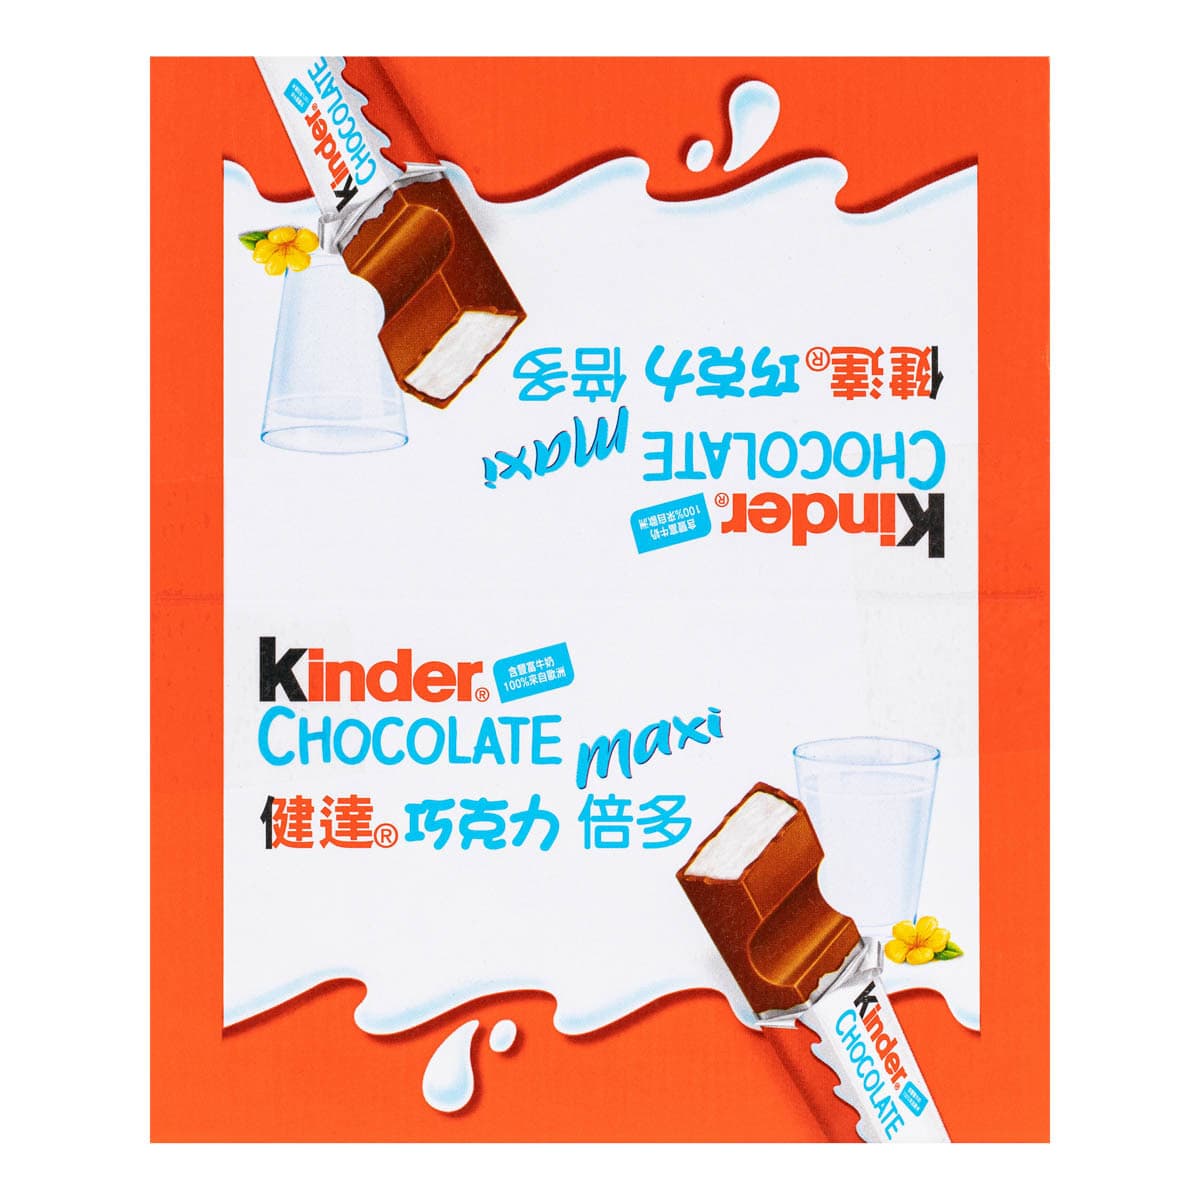 Kinder®
CHOCOLATE
Kinder®
CHOCOLATE maxi
健達® 巧克力 倍多
含豐富牛奶
100%來自歐洲
Kinder®
含豐富牛奶
100%來自歐洲
CHOCOLATE maxi
健達® 巧克力 倍多
Kinder®
CHOCOLATE